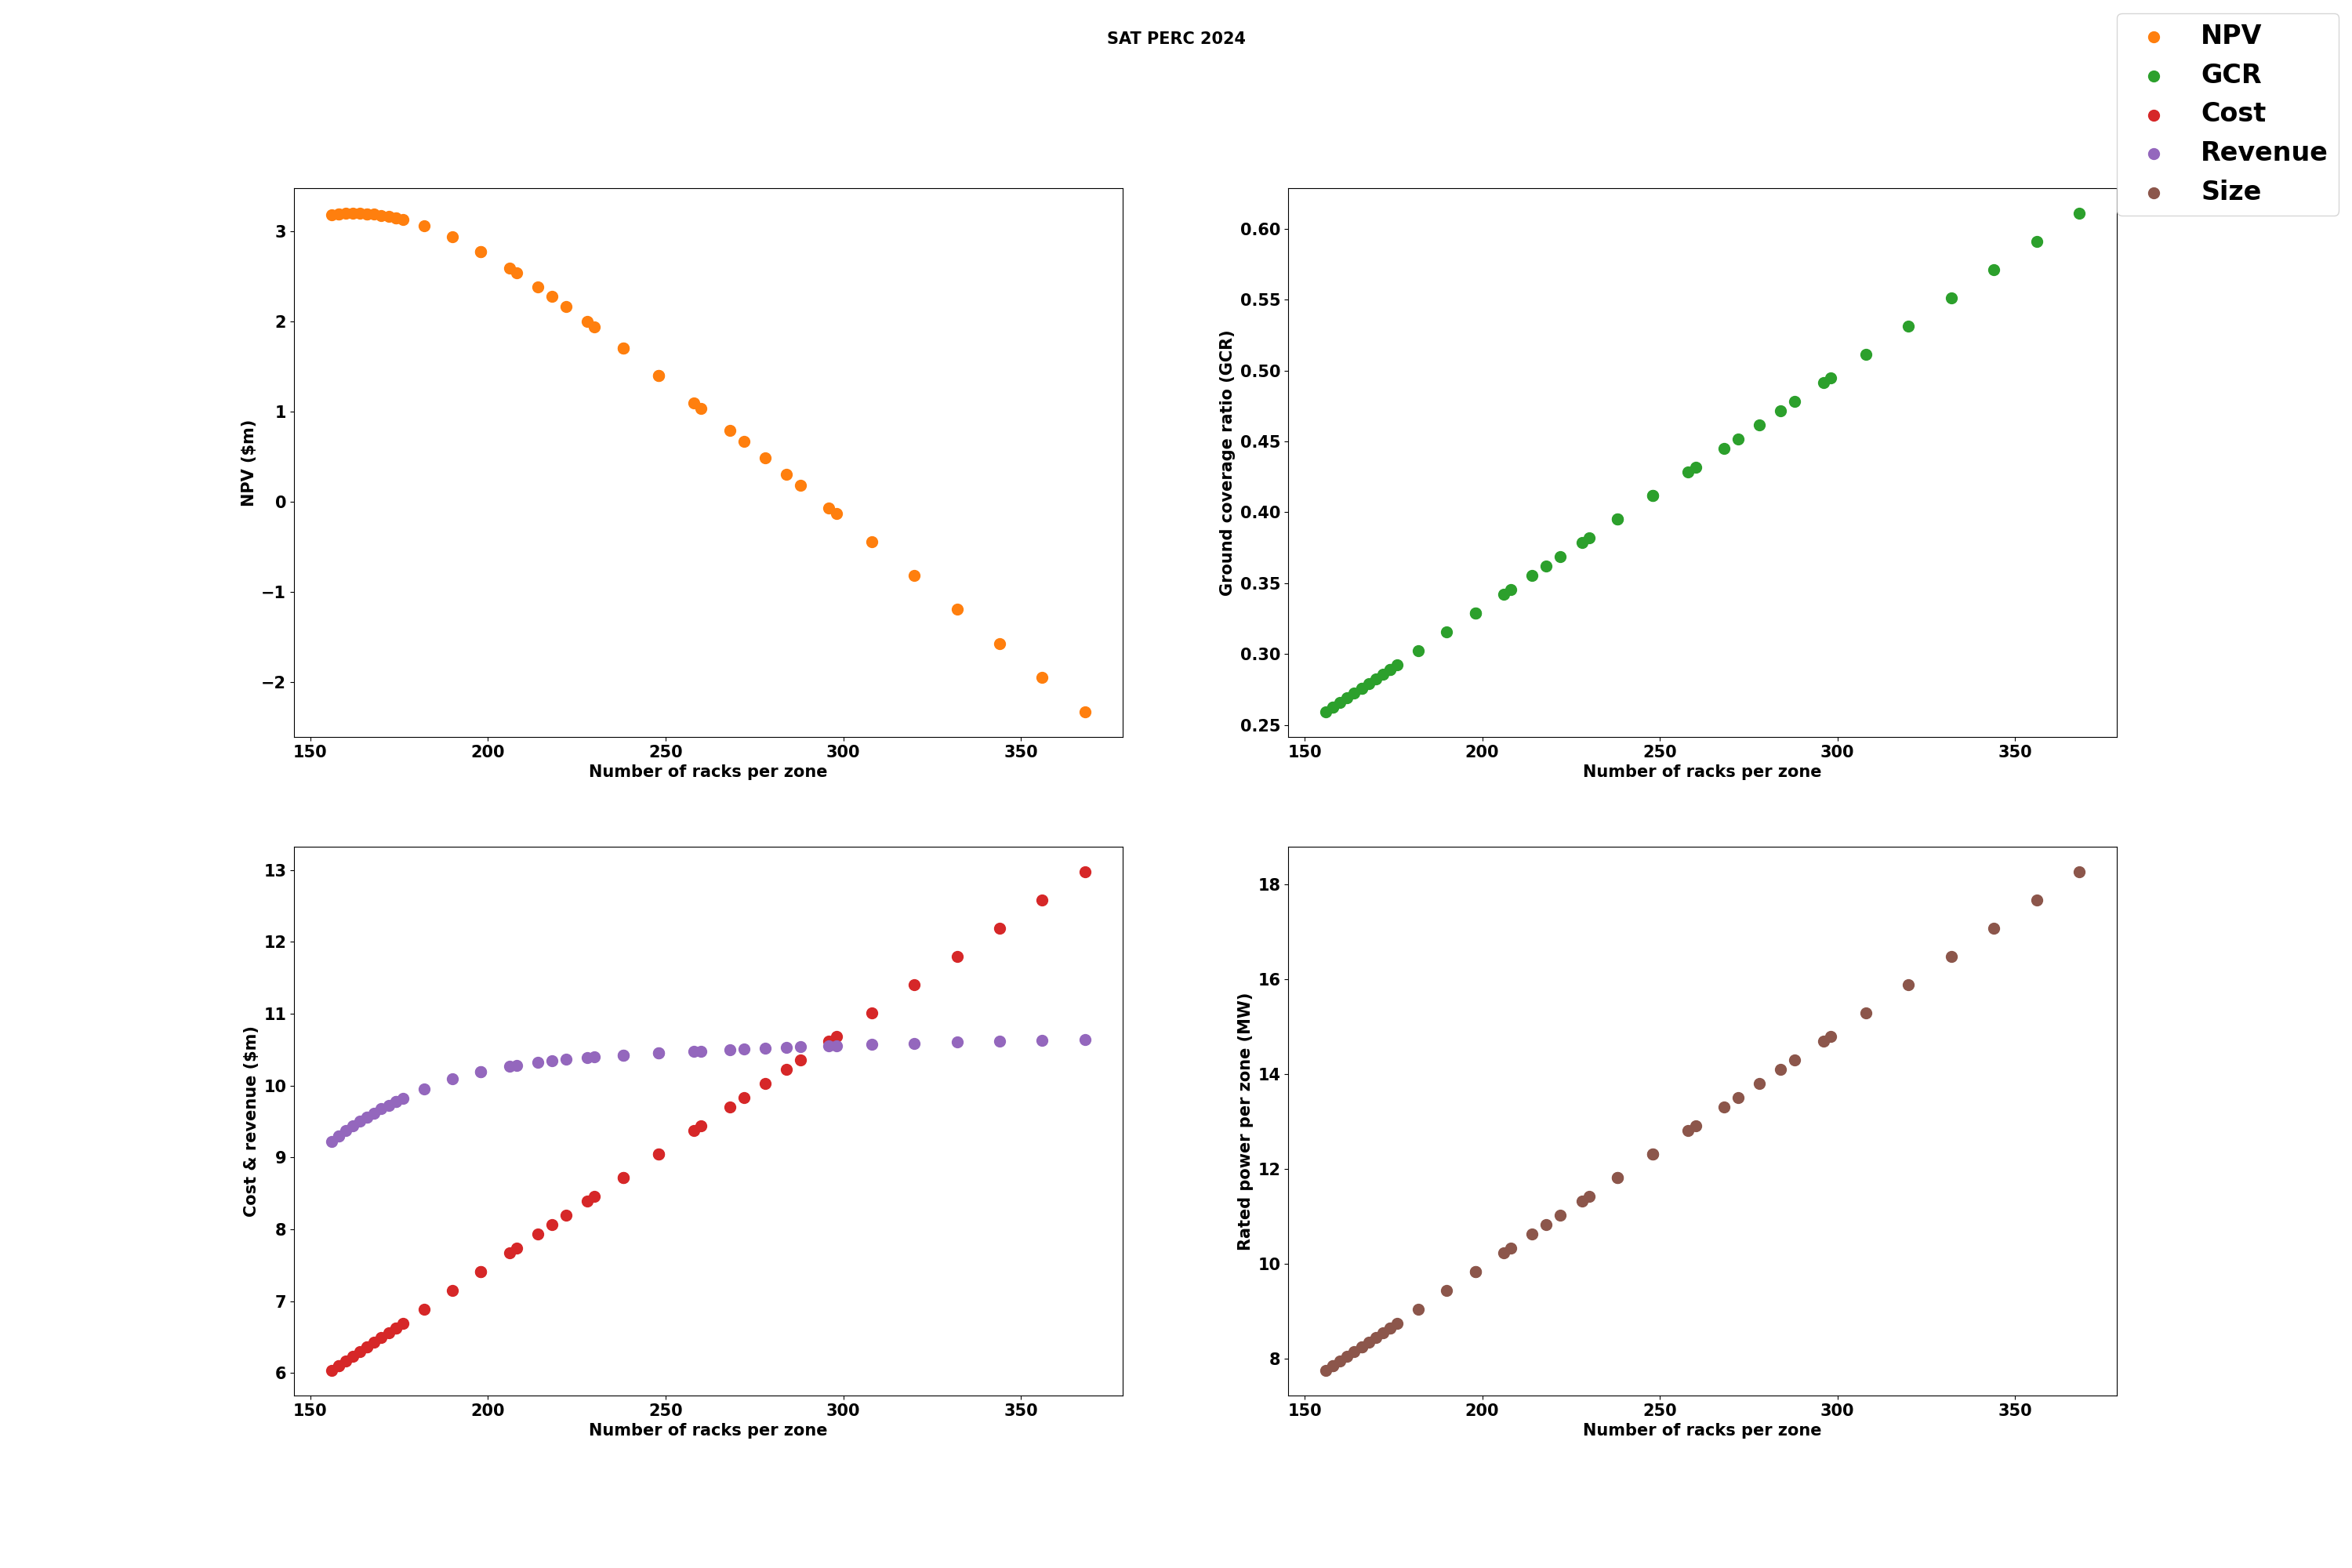 SAT PERC 2024
NPV
GCR
Cost
Revenue
Size
3
2
1
0
−1
−2
NPV ($m)
150 200 250 300 350
Number of racks per zone
0.60
0.55
0.50
0.45
0.40
0.35
0.30
0.25
Ground coverage ratio (GCR)
150 200 250 300 350
Number of racks per zone
13
12
11
10
9
8
7
6
Cost & revenue ($m)
150 200 250 300 350
Number of racks per zone
18
16
14
12
10
8
Rated power per zone (MW)
150 200 250 300 350
Number of racks per zone